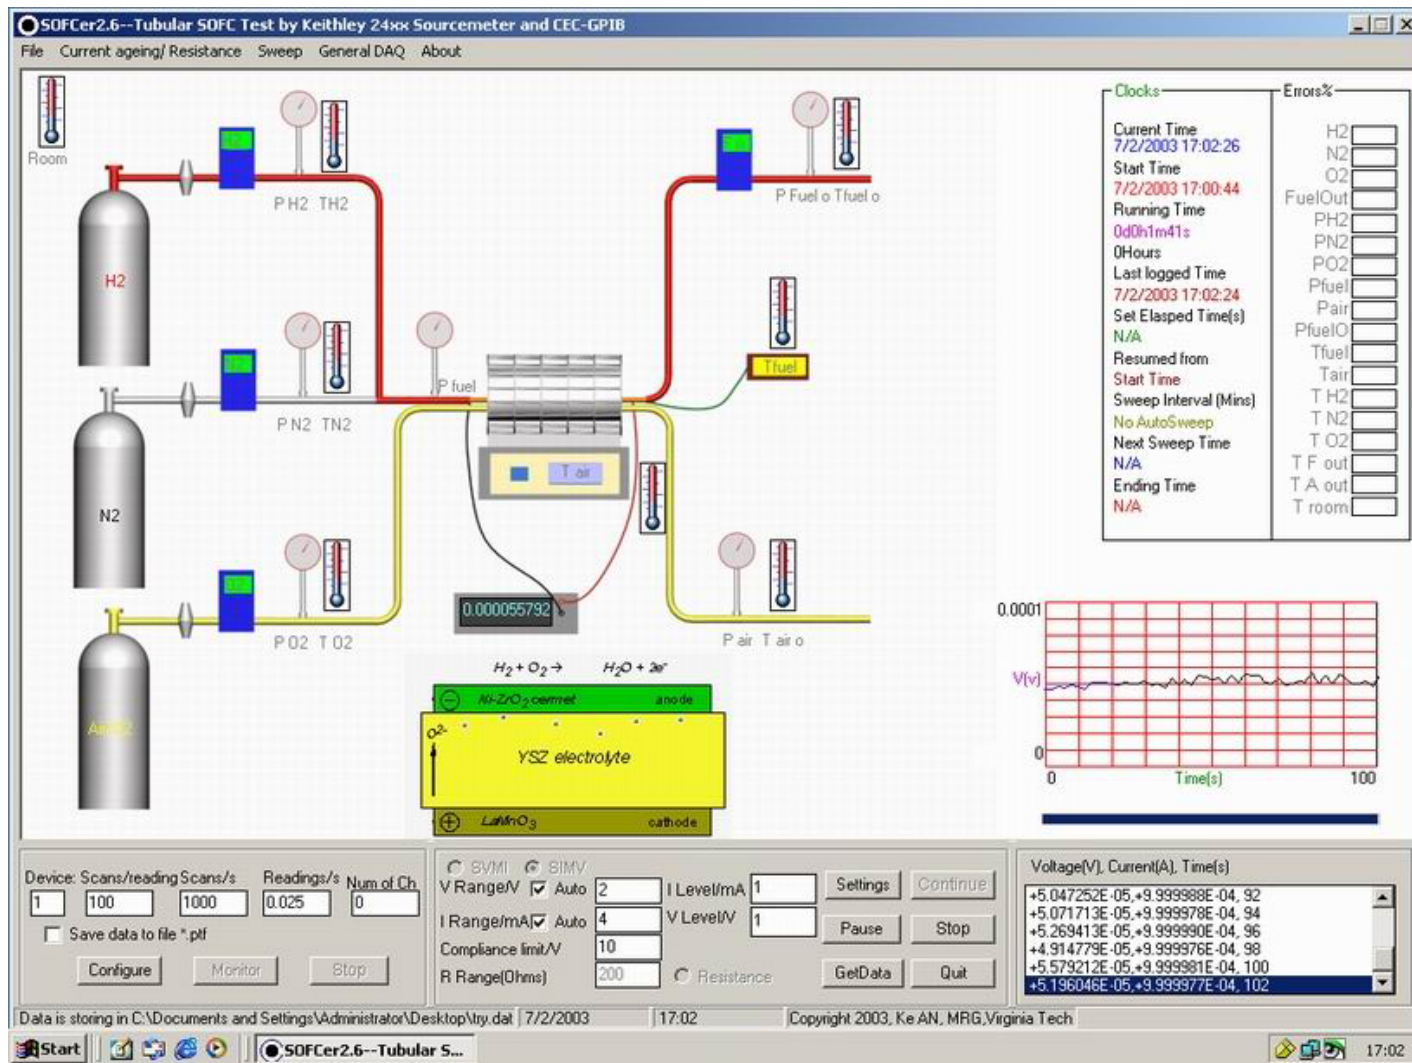 SOFCer2.6--Tubular SOFC Test by Keithley 24xx Sourcemeter and CEC-GPIB
File Current ageing/ Resistance Sweep General DAQ About
Room
P H2 TH2
P Fuel o Tfuel o
H2
P fuel
Tfuel
P N2 TN2
T air
N2
0.000055792
P O2 T O2
P air T air o
H2 + O2 → H2O + 2e-
Ni-ZrO2 cermet anode
O2-
YSZ electrolyte
LaMnO3 cathode
Clocks
Current Time
7/2/2003 17:02:26
Start Time
7/2/2003 17:00:44
Running Time
0d0h1m41s
0Hours
Last logged Time
7/2/2003 17:02:24
Set Elasped Time(s)
N/A
Resumed from
Start Time
Sweep Interval (Mins)
No AutoSweep
Next Sweep Time
N/A
Ending Time
N/A
Errors%
H2
N2
O2
FuelOut
PH2
PN2
PO2
Pfuel
Pair
PfuelO
Tfuel
Tair
T H2
T N2
T O2
T F out
T A out
T room
0.0001
V(v)
0
0 Time(s) 100
Device: Scans/reading Scans/s Readings/s Num of Ch
1 100 1000 0.025 0
Save data to file *.ptf
Configure Monitor Stop
SVMI SIMV
V Range/V Auto 2 I Level/mA 1
I Range/mA Auto 4 V Level/V 1
Compliance limit/V 10
R Range(Ohms) 200 Resistance
Settings Continue
Pause Stop
GetData Quit
Voltage(V), Current(A), Time(s)
+5.047252E-05,+9.999988E-04, 92
+5.071713E-05,+9.999978E-04, 94
+5.269413E-05,+9.999990E-04, 96
+4.914779E-05,+9.999976E-04, 98
+5.579212E-05,+9.999981E-04, 100
+5.196046E-05,+9.999977E-04, 102
Data is storing in C:\Documents and Settings\Administrator\Desktop\try.dat 7/2/2003 17:02 Copyright 2003, Ke AN, MRG,Virginia Tech
Start SOFCer2.6--Tubular S... 17:02